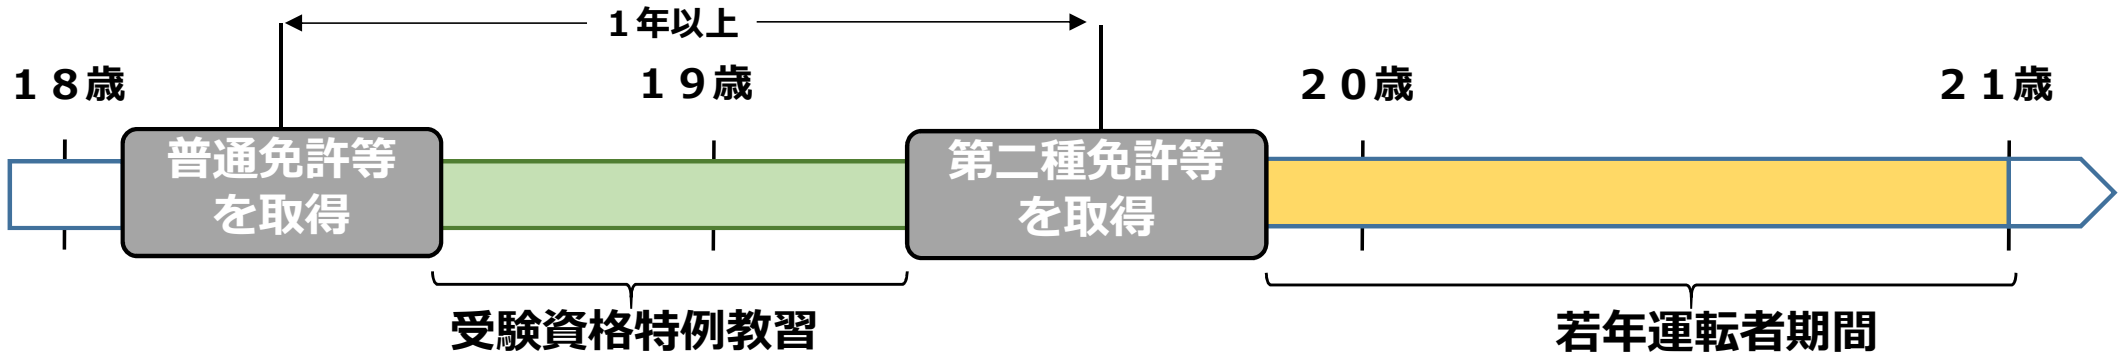 １年以上
１８歳
１９歳
２０歳
２１歳
普通免許等
を取得
第二種免許等
を取得
受験資格特例教習
若年運転者期間